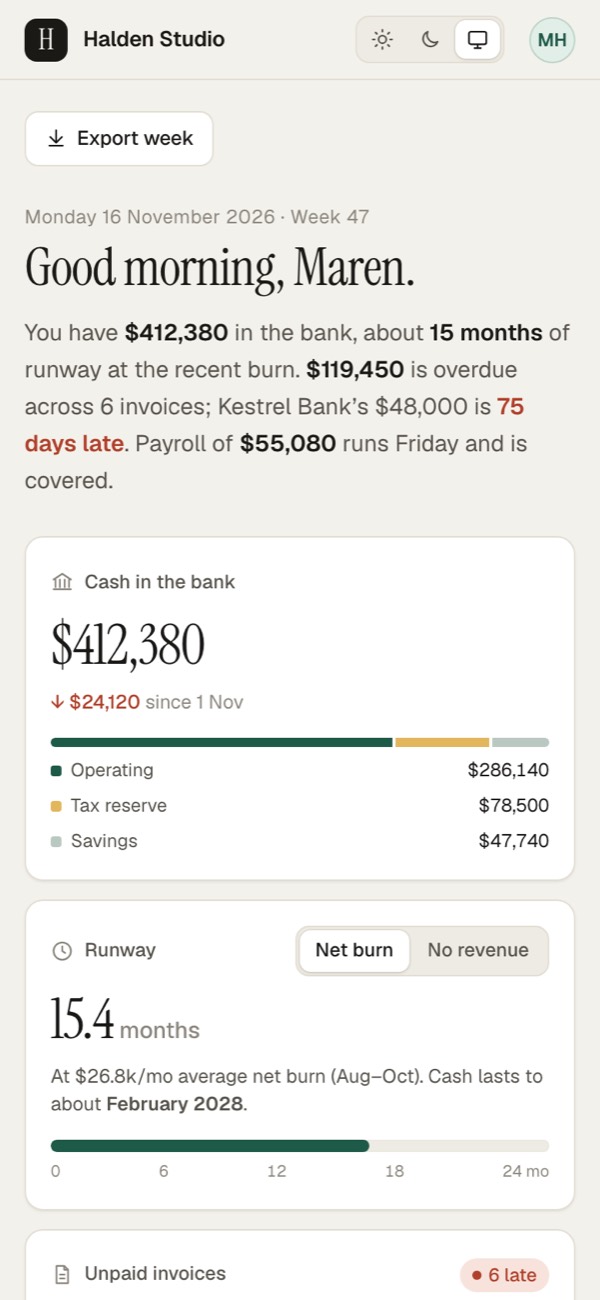 H Halden Studio MH
Export week
Monday 16 November 2026 · Week 47
Good morning, Maren.
You have $412,380 in the bank, about 15 months of
runway at the recent burn. $119,450 is overdue
across 6 invoices; Kestrel Bank’s $48,000 is 75
days late. Payroll of $55,080 runs Friday and is
covered.
Cash in the bank
$412,380
↓ $24,120 since 1 Nov
Operating $286,140
Tax reserve $78,500
Savings $47,740
Runway Net burn No revenue
15.4 months
At $26.8k/mo average net burn (Aug–Oct). Cash lasts to
about February 2028.
0 6 12 18 24 mo
Unpaid invoices 6 late